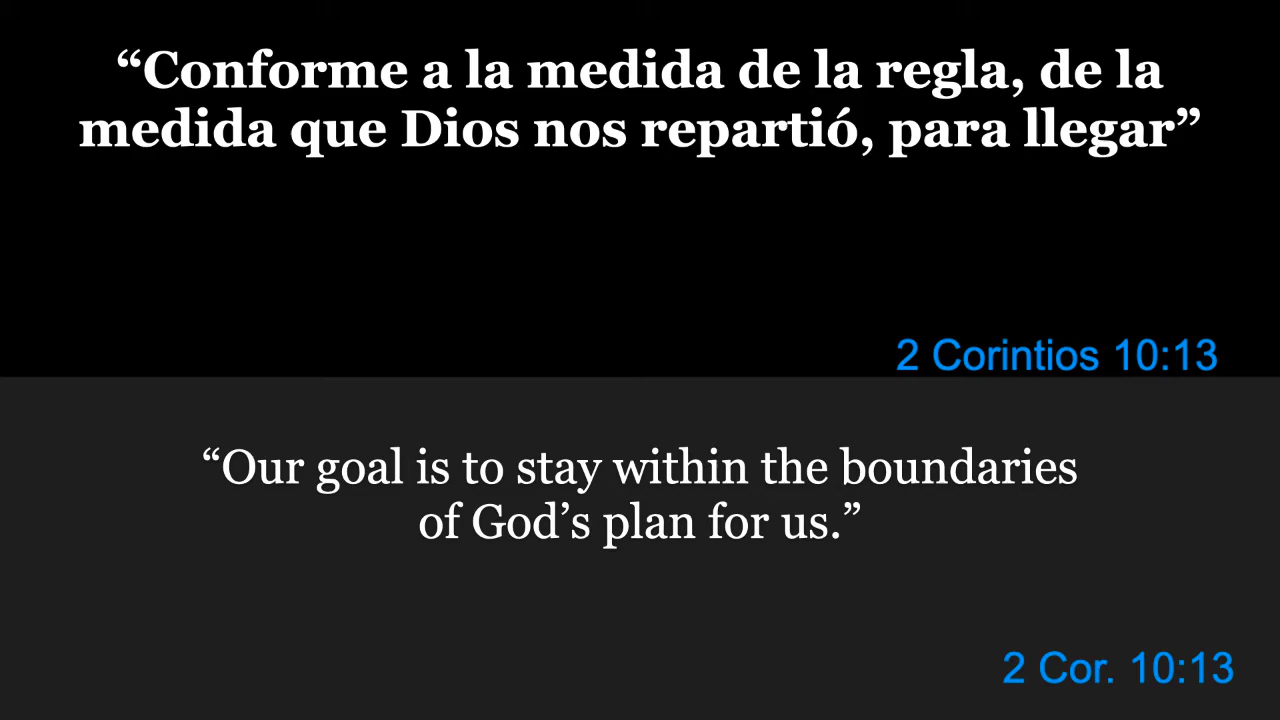 “Conforme a la medida de la regla, de la
medida que Dios nos repartió, para llegar”
2 Corintios 10:13
“Our goal is to stay within the boundaries
of God’s plan for us.”
2 Cor. 10:13